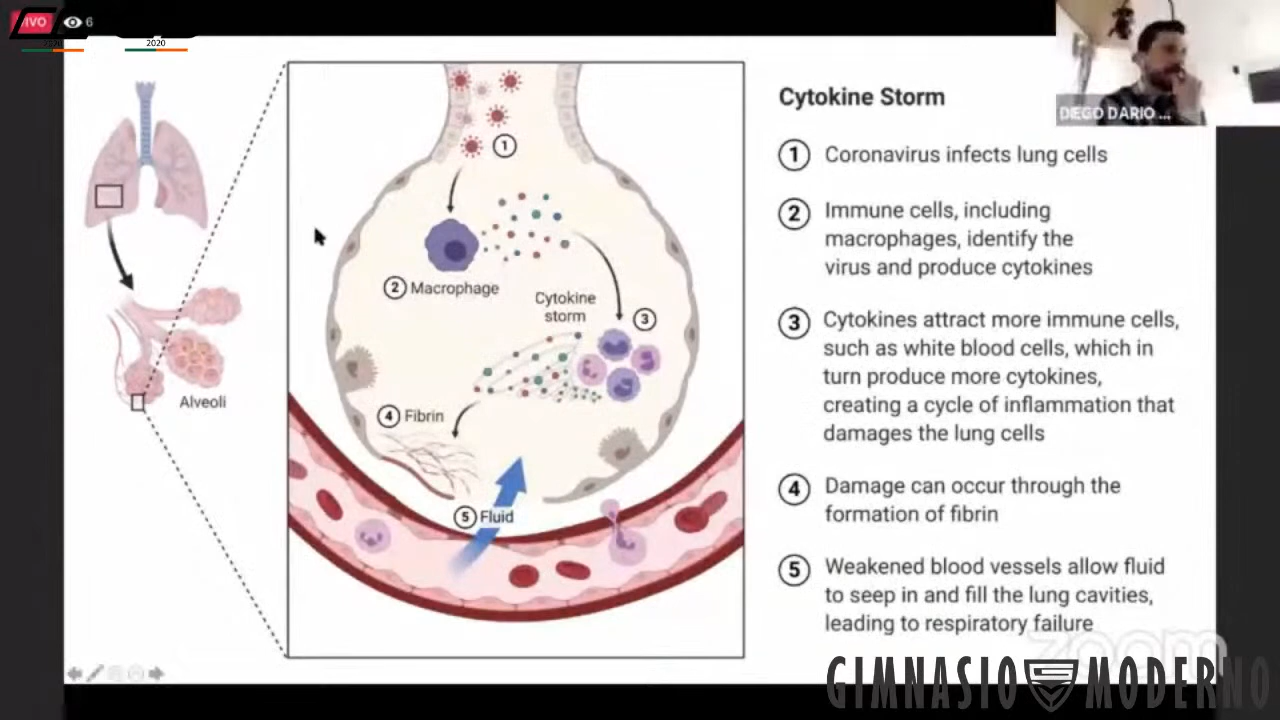 IVO
6
2020
2020
DIEGO DARIO ...
Cytokine Storm
1 Coronavirus infects lung cells
2 Immune cells, including
macrophages, identify the
virus and produce cytokines
3 Cytokines attract more immune cells,
such as white blood cells, which in
turn produce more cytokines,
creating a cycle of inflammation that
damages the lung cells
4 Damage can occur through the
formation of fibrin
5 Weakened blood vessels allow fluid
to seep in and fill the lung cavities,
leading to respiratory failure
1
2 Macrophage
Cytokine
storm
3
4 Fibrin
5 Fluid
Alveoli
zoom
GIMNASIO MODERNO